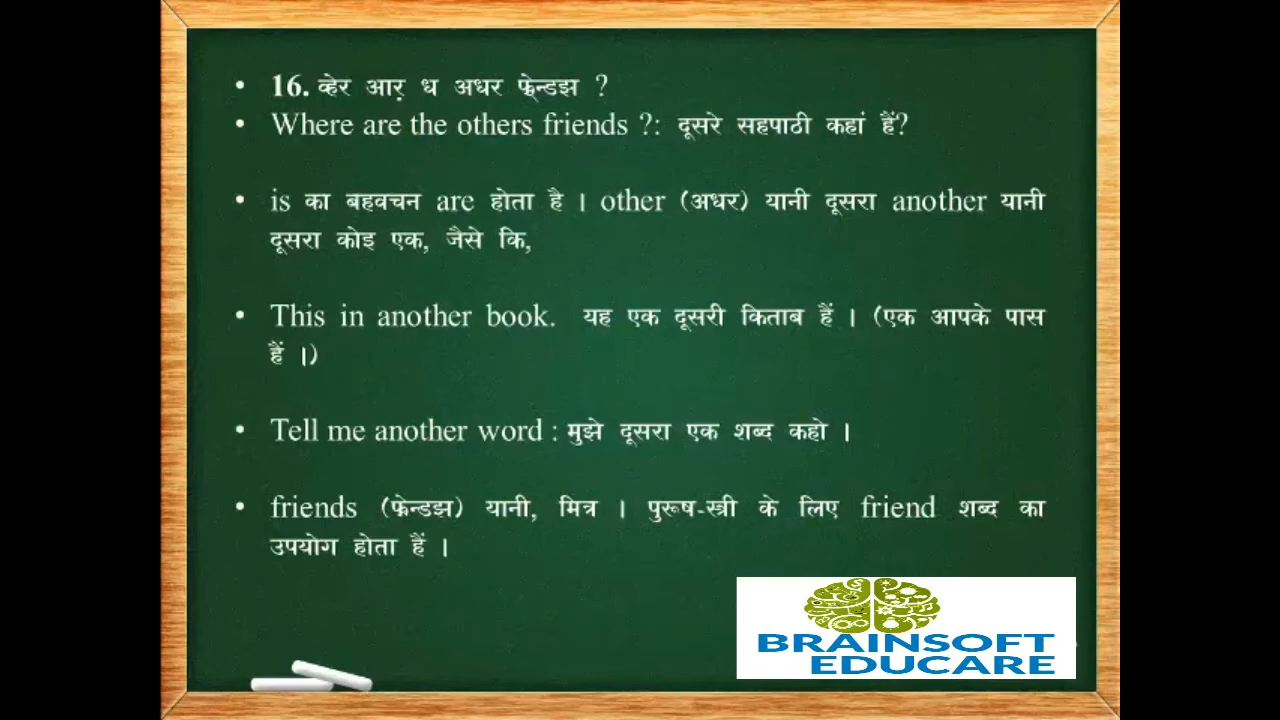 • 16. व्हेर आर् ध अधर फ्रेन्डझ ?
• Where are the others friends ?: दूसरे सहपाठी कहां हैं?
• is का बहवचन are होता है । other (अधर) यानी दूसरा another यानी
दूसरा कोइ एक, जैसे कि,
• This in another book. यह एक दूसरी किताब हैं । (एक आपके पास
हैं ।)
• Tell me another word : मुझे दूसरा एक शब्द कहो ।
• friends (फेन्डझ) यानी, मित्र । पुरूष-स्त्री के लिए friend शब्द का
उपयोग होता हैं ।
BRAINSOFT
EDUCARE